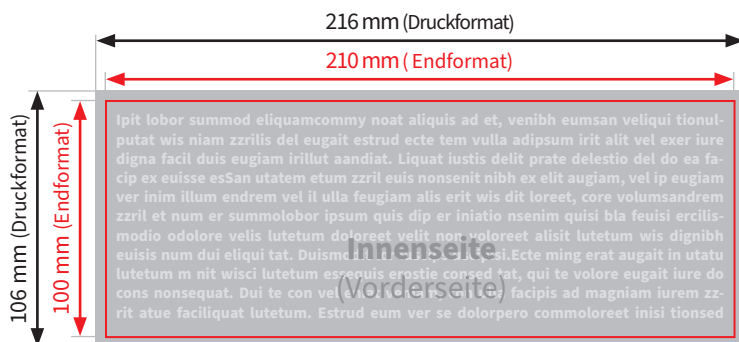 216 mm (Druckformat)
210 mm ( Endformat)
106 mm (Druckformat)
100 mm (Endformat)
Ipit lobor summod eliquamcommy noat aliquis ad et, venibh eumsan veliqui tionul-
putat wis niam zzrilis del eugait estrud ecte tem vulla adipsum irit alit vel exer iure
digna facil duis eugiam irillut aandiat. Liquat iustis delit prate delestio del do ea fa-
cip ex euisse esSan utatem etum zzril euis nonsenit nibh ex elit augiam, vel ip eugiam
ver inim illum endrem vel il ulla feugiam alis erit wis dit loreet, core volumsandrem
zzril et num er summolobor ipsum quis dip er iniatio nsenim quisi bla feuisi ercilis-
modio odolore velis lutetum doloreet velit non voloreet alisit lutetum wis dignibh
euisis num dui eliqui tat. Ecte ming erat augait in utatu
Innenseite
lutetum m nit wisci lutetum consed tat, qui te volore eugait iure do
cons nonsequat. Dui te con facipis ad magniam iurem zz-
(Vorderseite)
rit atue faciliquat lutetum. Estrud eum ver se dolorpero commoloreet inisi tionsed